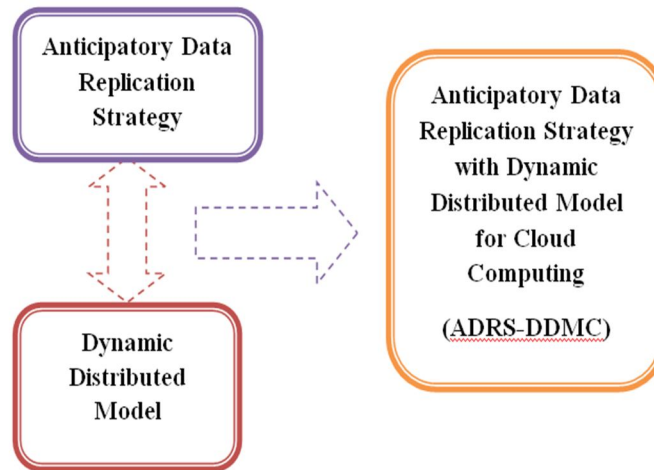 Anticipatory Data
Replication
Strategy
Dynamic
Distributed
Model
Anticipatory Data
Replication Strategy
with Dynamic
Distributed Model
for Cloud
Computing
(ADRS-DDMC)